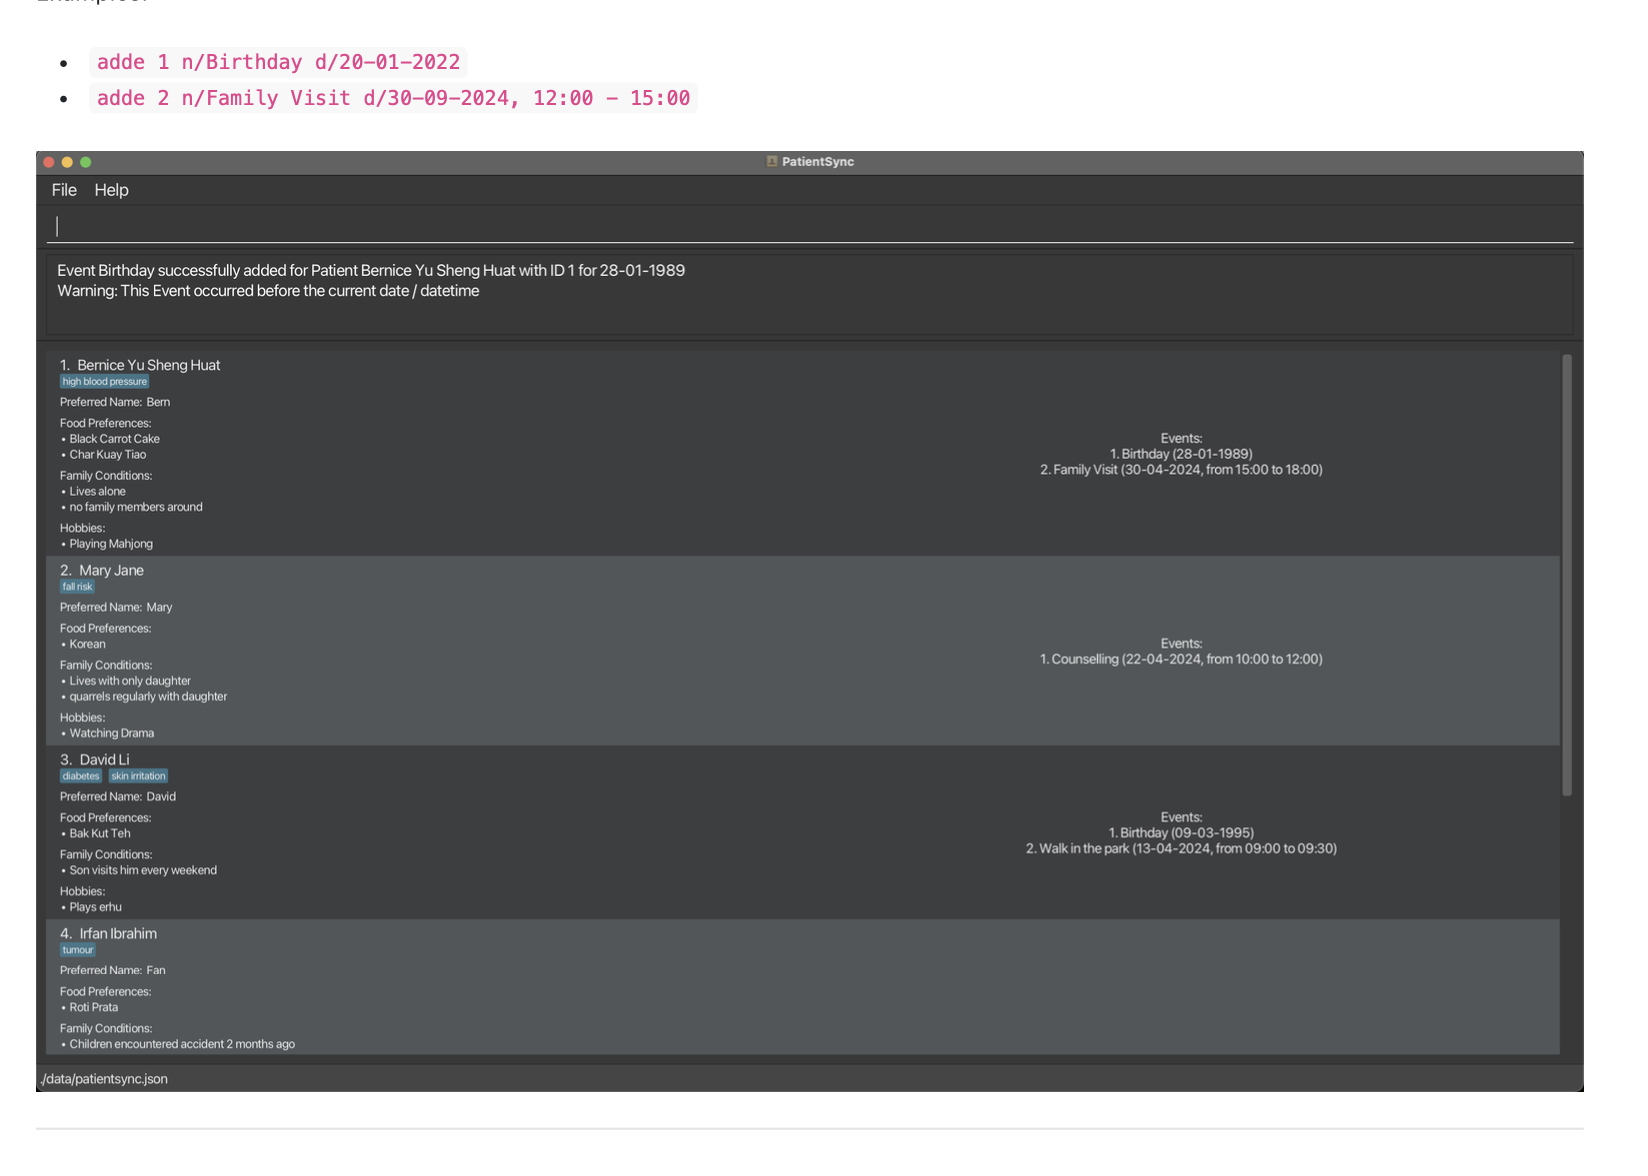 adde 1 n/Birthday d/20-01-2022
adde 2 n/Family Visit d/30-09-2024, 12:00 - 15:00
PatientSync
File Help
Event Birthday successfully added for Patient Bernice Yu Sheng Huat with ID 1 for 28-01-1989
Warning: This Event occurred before the current date / datetime
1. Bernice Yu Sheng Huat
high blood pressure
Preferred Name: Bern
Food Preferences:
• Black Carrot Cake
• Char Kuay Tiao
Family Conditions:
• Lives alone
• no family members around
Hobbies:
• Playing Mahjong
Events:
1. Birthday (28-01-1989)
2. Family Visit (30-04-2024, from 15:00 to 18:00)
2. Mary Jane
fall risk
Preferred Name: Mary
Food Preferences:
• Korean
Family Conditions:
• Lives with only daughter
• quarrels regularly with daughter
Hobbies:
• Watching Drama
Events:
1. Counselling (22-04-2024, from 10:00 to 12:00)
3. David Li
diabetes skin irritation
Preferred Name: David
Food Preferences:
• Bak Kut Teh
Family Conditions:
• Son visits him every weekend
Hobbies:
• Plays erhu
Events:
1. Birthday (09-03-1995)
2. Walk in the park (13-04-2024, from 09:00 to 09:30)
4. Irfan Ibrahim
tumour
Preferred Name: Fan
Food Preferences:
• Roti Prata
Family Conditions:
• Children encountered accident 2 months ago
./data/patientsync.json